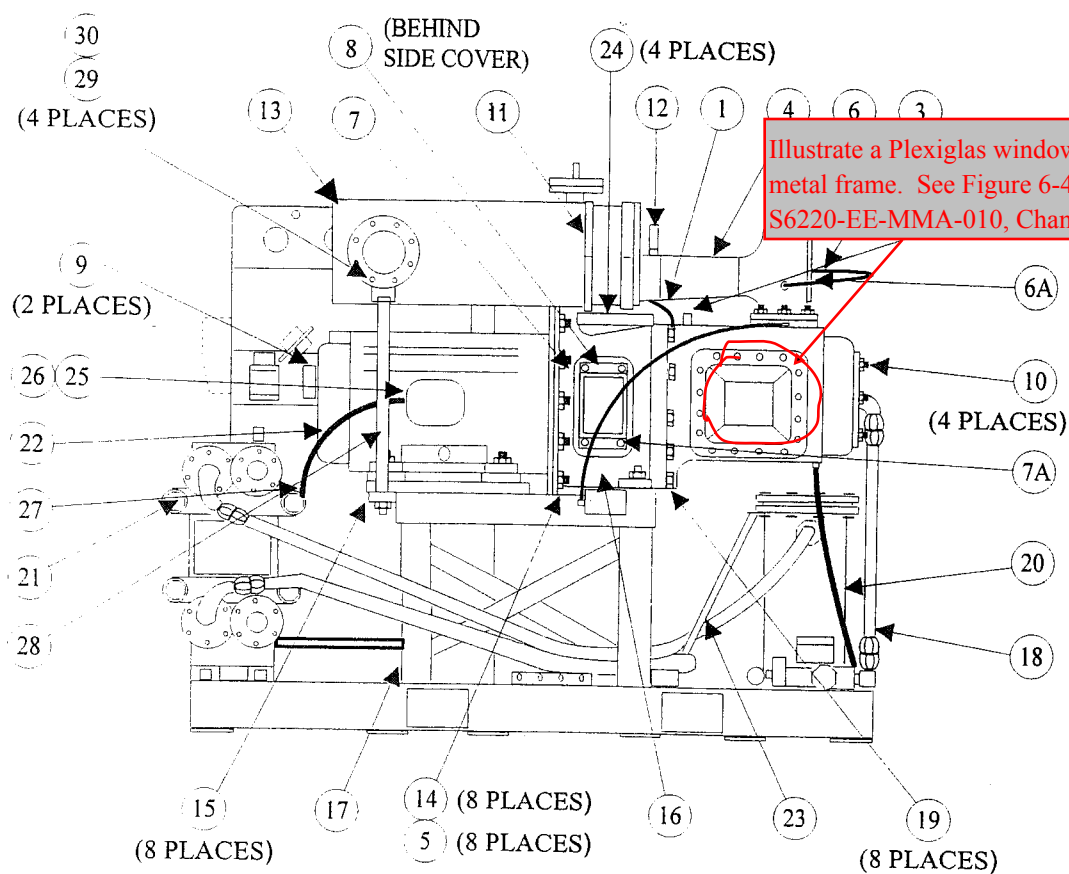 30
29
(4 PLACES)
8
(BEHIND
SIDE COVER)
24 (4 PLACES)
13
7
11
12
1
4
6
3
Illustrate a Plexiglas window
metal frame. See Figure 6-4
S6220-EE-MMA-010, Chan
9
(2 PLACES)
6A
26
25
10
(4 PLACES)
22
7A
27
21
20
28
18
15
(8 PLACES)
17
14 (8 PLACES)
5 (8 PLACES)
16
23
19
(8 PLACES)